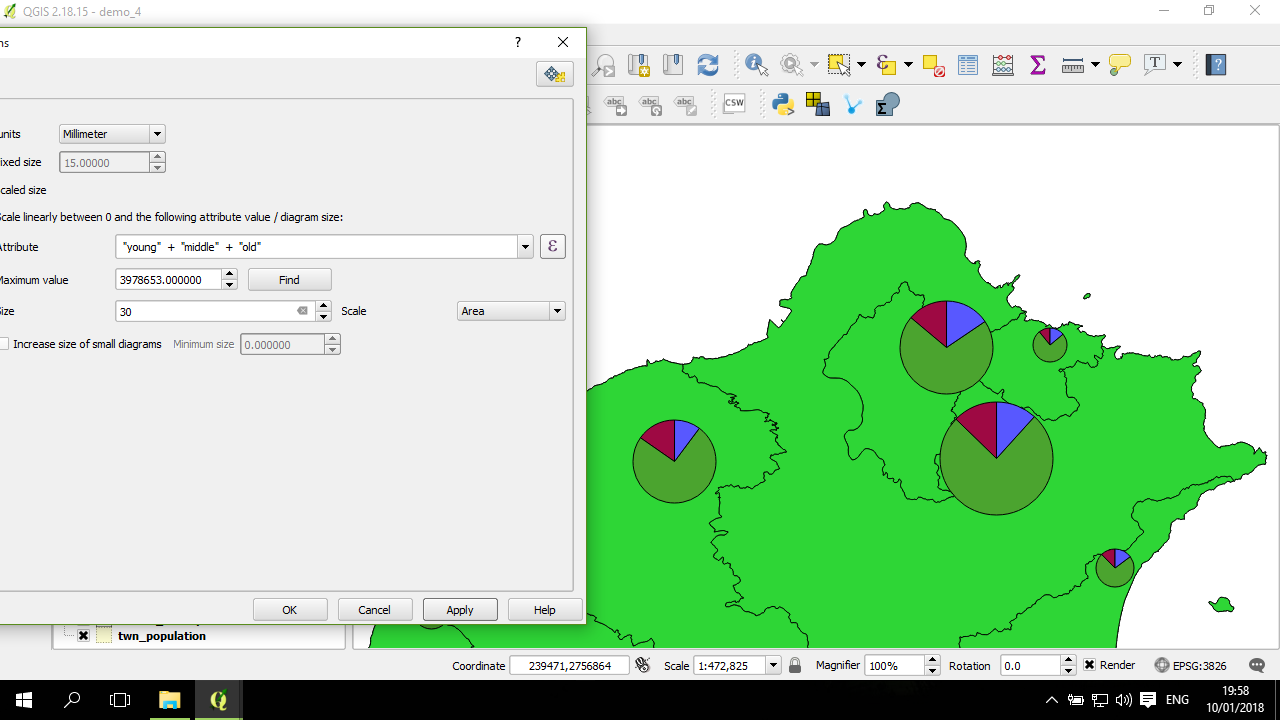 QGIS 2.18.15 - demo_4
ns
?
abc abc abc CSW
units Millimeter
ixed size 15.00000
caled size
Scale linearly between 0 and the following attribute value / diagram size:
Attribute "young" + "middle" + "old" ε
Maximum value 3978653.000000 Find
Size 30 Scale Area
Increase size of small diagrams Minimum size 0.000000
OK Cancel Apply Help
twn_population
Coordinate 239471,2756864 Scale 1:472,825 Magnifier 100% Rotation 0.0 Render EPSG:3826
ENG 19:58
10/01/2018